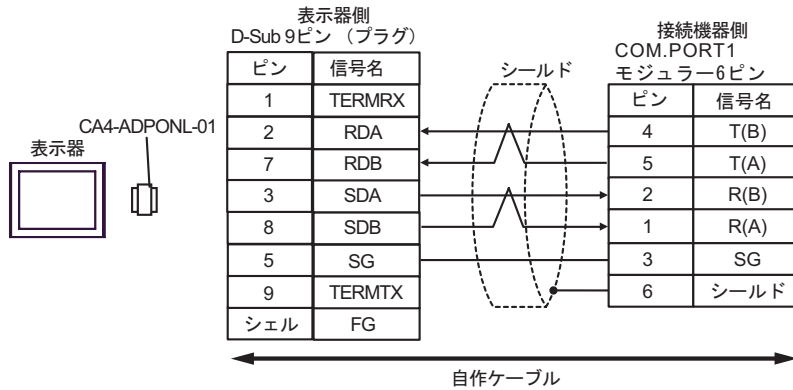 表示器側
D-Sub 9ピン （プラグ）
接続機器側
COM.PORT1
モジュラー6ピン
シールド
CA4-ADPONL-01
表示器
ピン 信号名
1 TERMRX
2 RDA
7 RDB
3 SDA
8 SDB
5 SG
9 TERMTX
シェル FG
ピン 信号名
4 T(B)
5 T(A)
2 R(B)
1 R(A)
3 SG
6 シールド
自作ケーブル